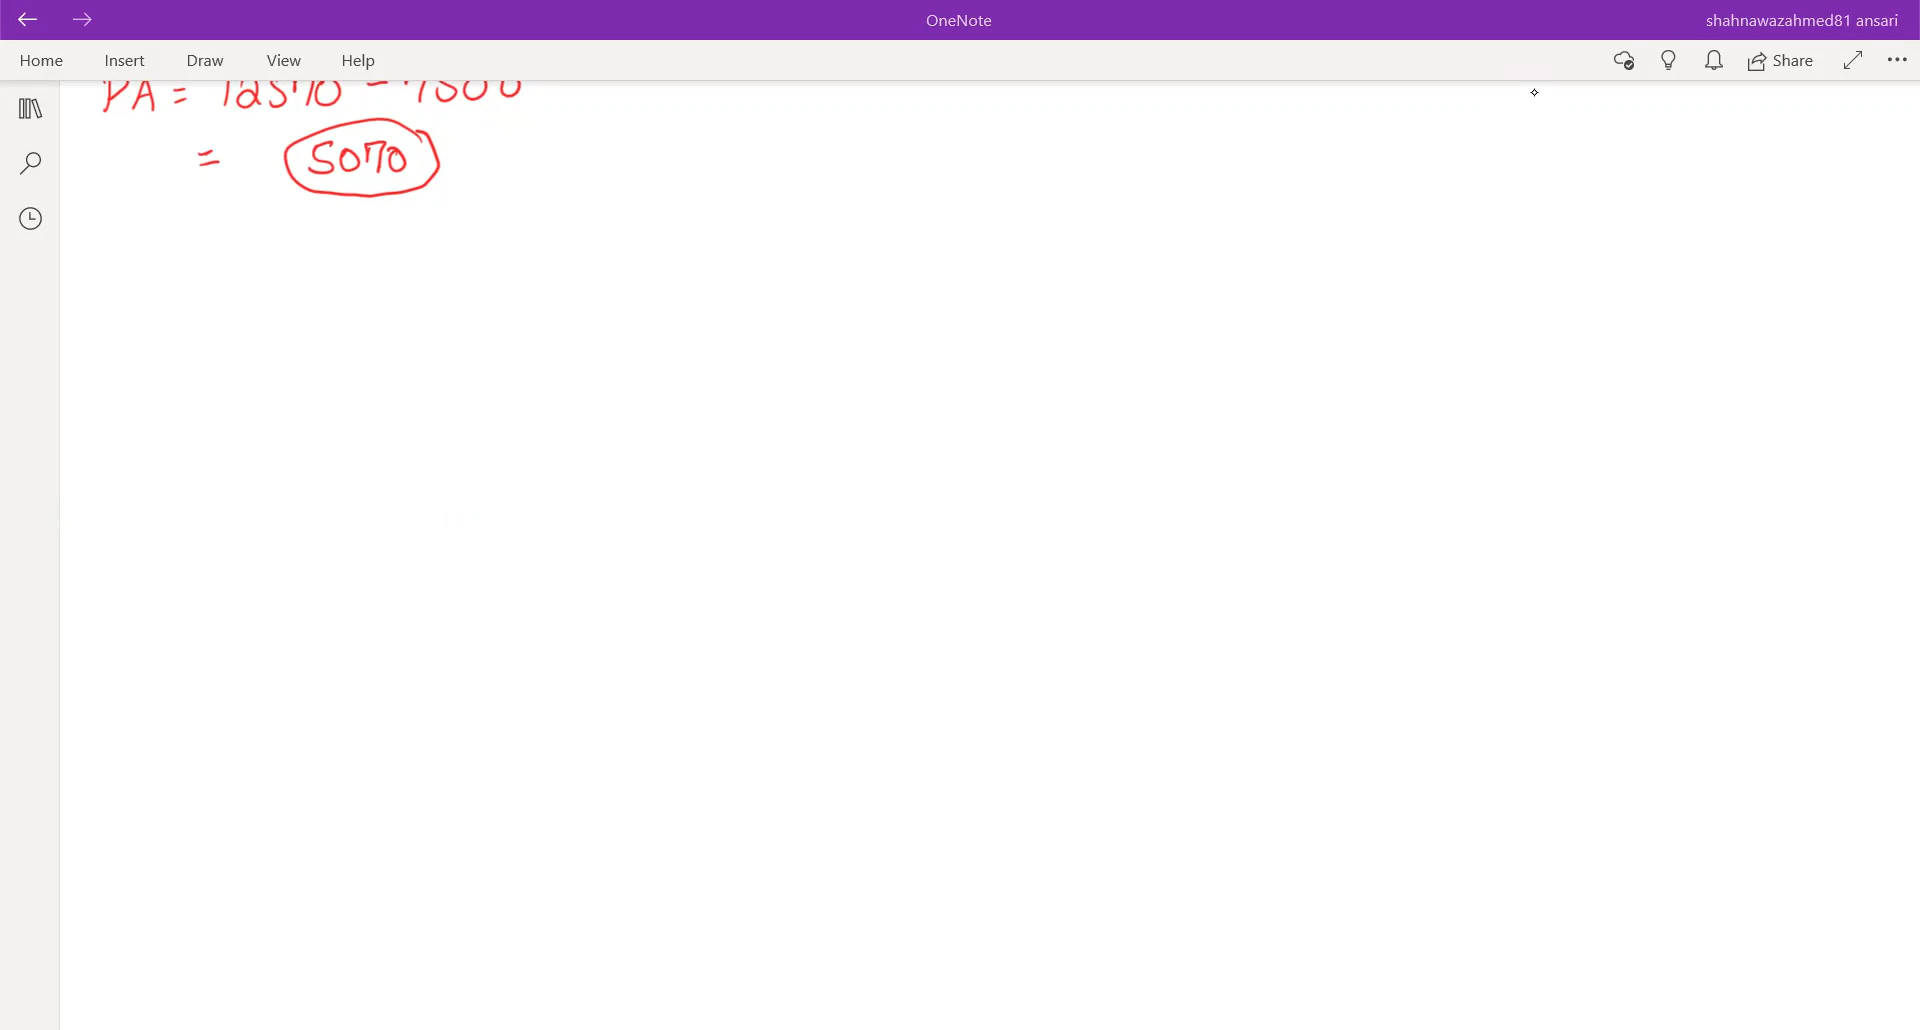 OneNote
shahnawazahmed81 ansari
Home Insert Draw View Help Share
PA = 12570 - 7500
= 5070